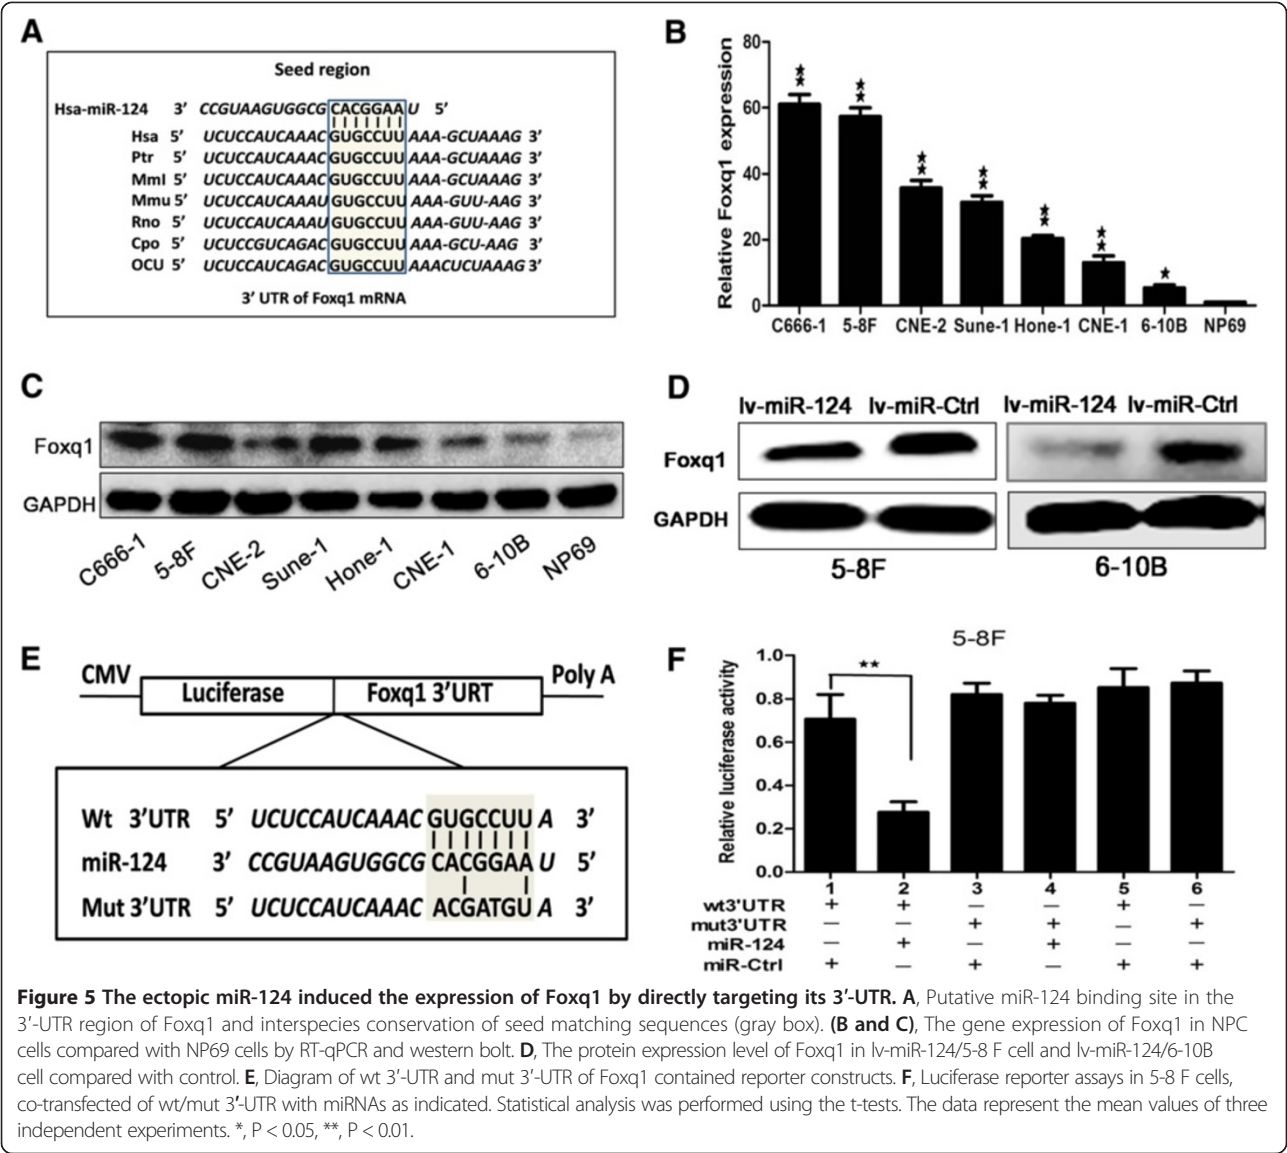 A
Seed region
Hsa-miR-124 3’ CCGUAAGUGGCG CACGGAA U 5’
Hsa 5’ UCUCCAUCAAAC GUGCCUU AAA-GCUAAAG 3’
Ptr 5’ UCUCCAUCAAAC GUGCCUU AAA-GCUAAAG 3’
Mml 5’ UCUCCAUCAAAC GUGCCUU AAA-GCUAAAG 3’
Mmu 5’ UCUCCAUCAAAU GUGCCUU AAA-GUU-AAG 3’
Rno 5’ UCUCCAUCAAAU GUGCCUU AAA-GUU-AAG 3’
Cpo 5’ UCUCCGUCAGAC GUGCCUU AAA-GCU-AAG 3’
OCU 5’ UCUCCAUCAGAC GUGCCUU AAACUCUAAAG 3’
3’ UTR of Foxq1 mRNA
B
Relative Foxq1 expression
80
60
40
20
0
C666-1 5-8F CNE-2 Sune-1 Hone-1 CNE-1 6-10B NP69
C
Foxq1
GAPDH
C666-1 5-8F CNE-2 Sune-1 Hone-1 CNE-1 6-10B NP69
D
lv-miR-124 lv-miR-Ctrl lv-miR-124 lv-miR-Ctrl
Foxq1
GAPDH
5-8F 6-10B
E
CMV Luciferase Foxq1 3’URT Poly A
Wt 3’UTR 5’ UCUCCAUCAAAC GUGCCUU A 3’
miR-124 3’ CCGUAAGUGGCG CACGGAA U 5’
Mut 3’UTR 5’ UCUCCAUCAAAC ACGATGU A 3’
F
5-8F
Relative luciferase activity
1.0
0.8
0.6
0.4
0.2
0.0
**
1 2 3 4 5 6
wt3'UTR + + — — + —
mut3'UTR — — + + — +
miR-124 — + — + — —
miR-Ctrl + — + — + +
Figure 5 The ectopic miR-124 induced the expression of Foxq1 by directly targeting its 3′-UTR. A, Putative miR-124 binding site in the
3′-UTR region of Foxq1 and interspecies conservation of seed matching sequences (gray box). (B and C), The gene expression of Foxq1 in NPC
cells compared with NP69 cells by RT-qPCR and western bolt. D, The protein expression level of Foxq1 in lv-miR-124/5-8 F cell and lv-miR-124/6-10B
cell compared with control. E, Diagram of wt 3′-UTR and mut 3′-UTR of Foxq1 contained reporter constructs. F, Luciferase reporter assays in 5-8 F cells,
co-transfected of wt/mut 3′-UTR with miRNAs as indicated. Statistical analysis was performed using the t-tests. The data represent the mean values of three
independent experiments. *, P < 0.05, **, P < 0.01.